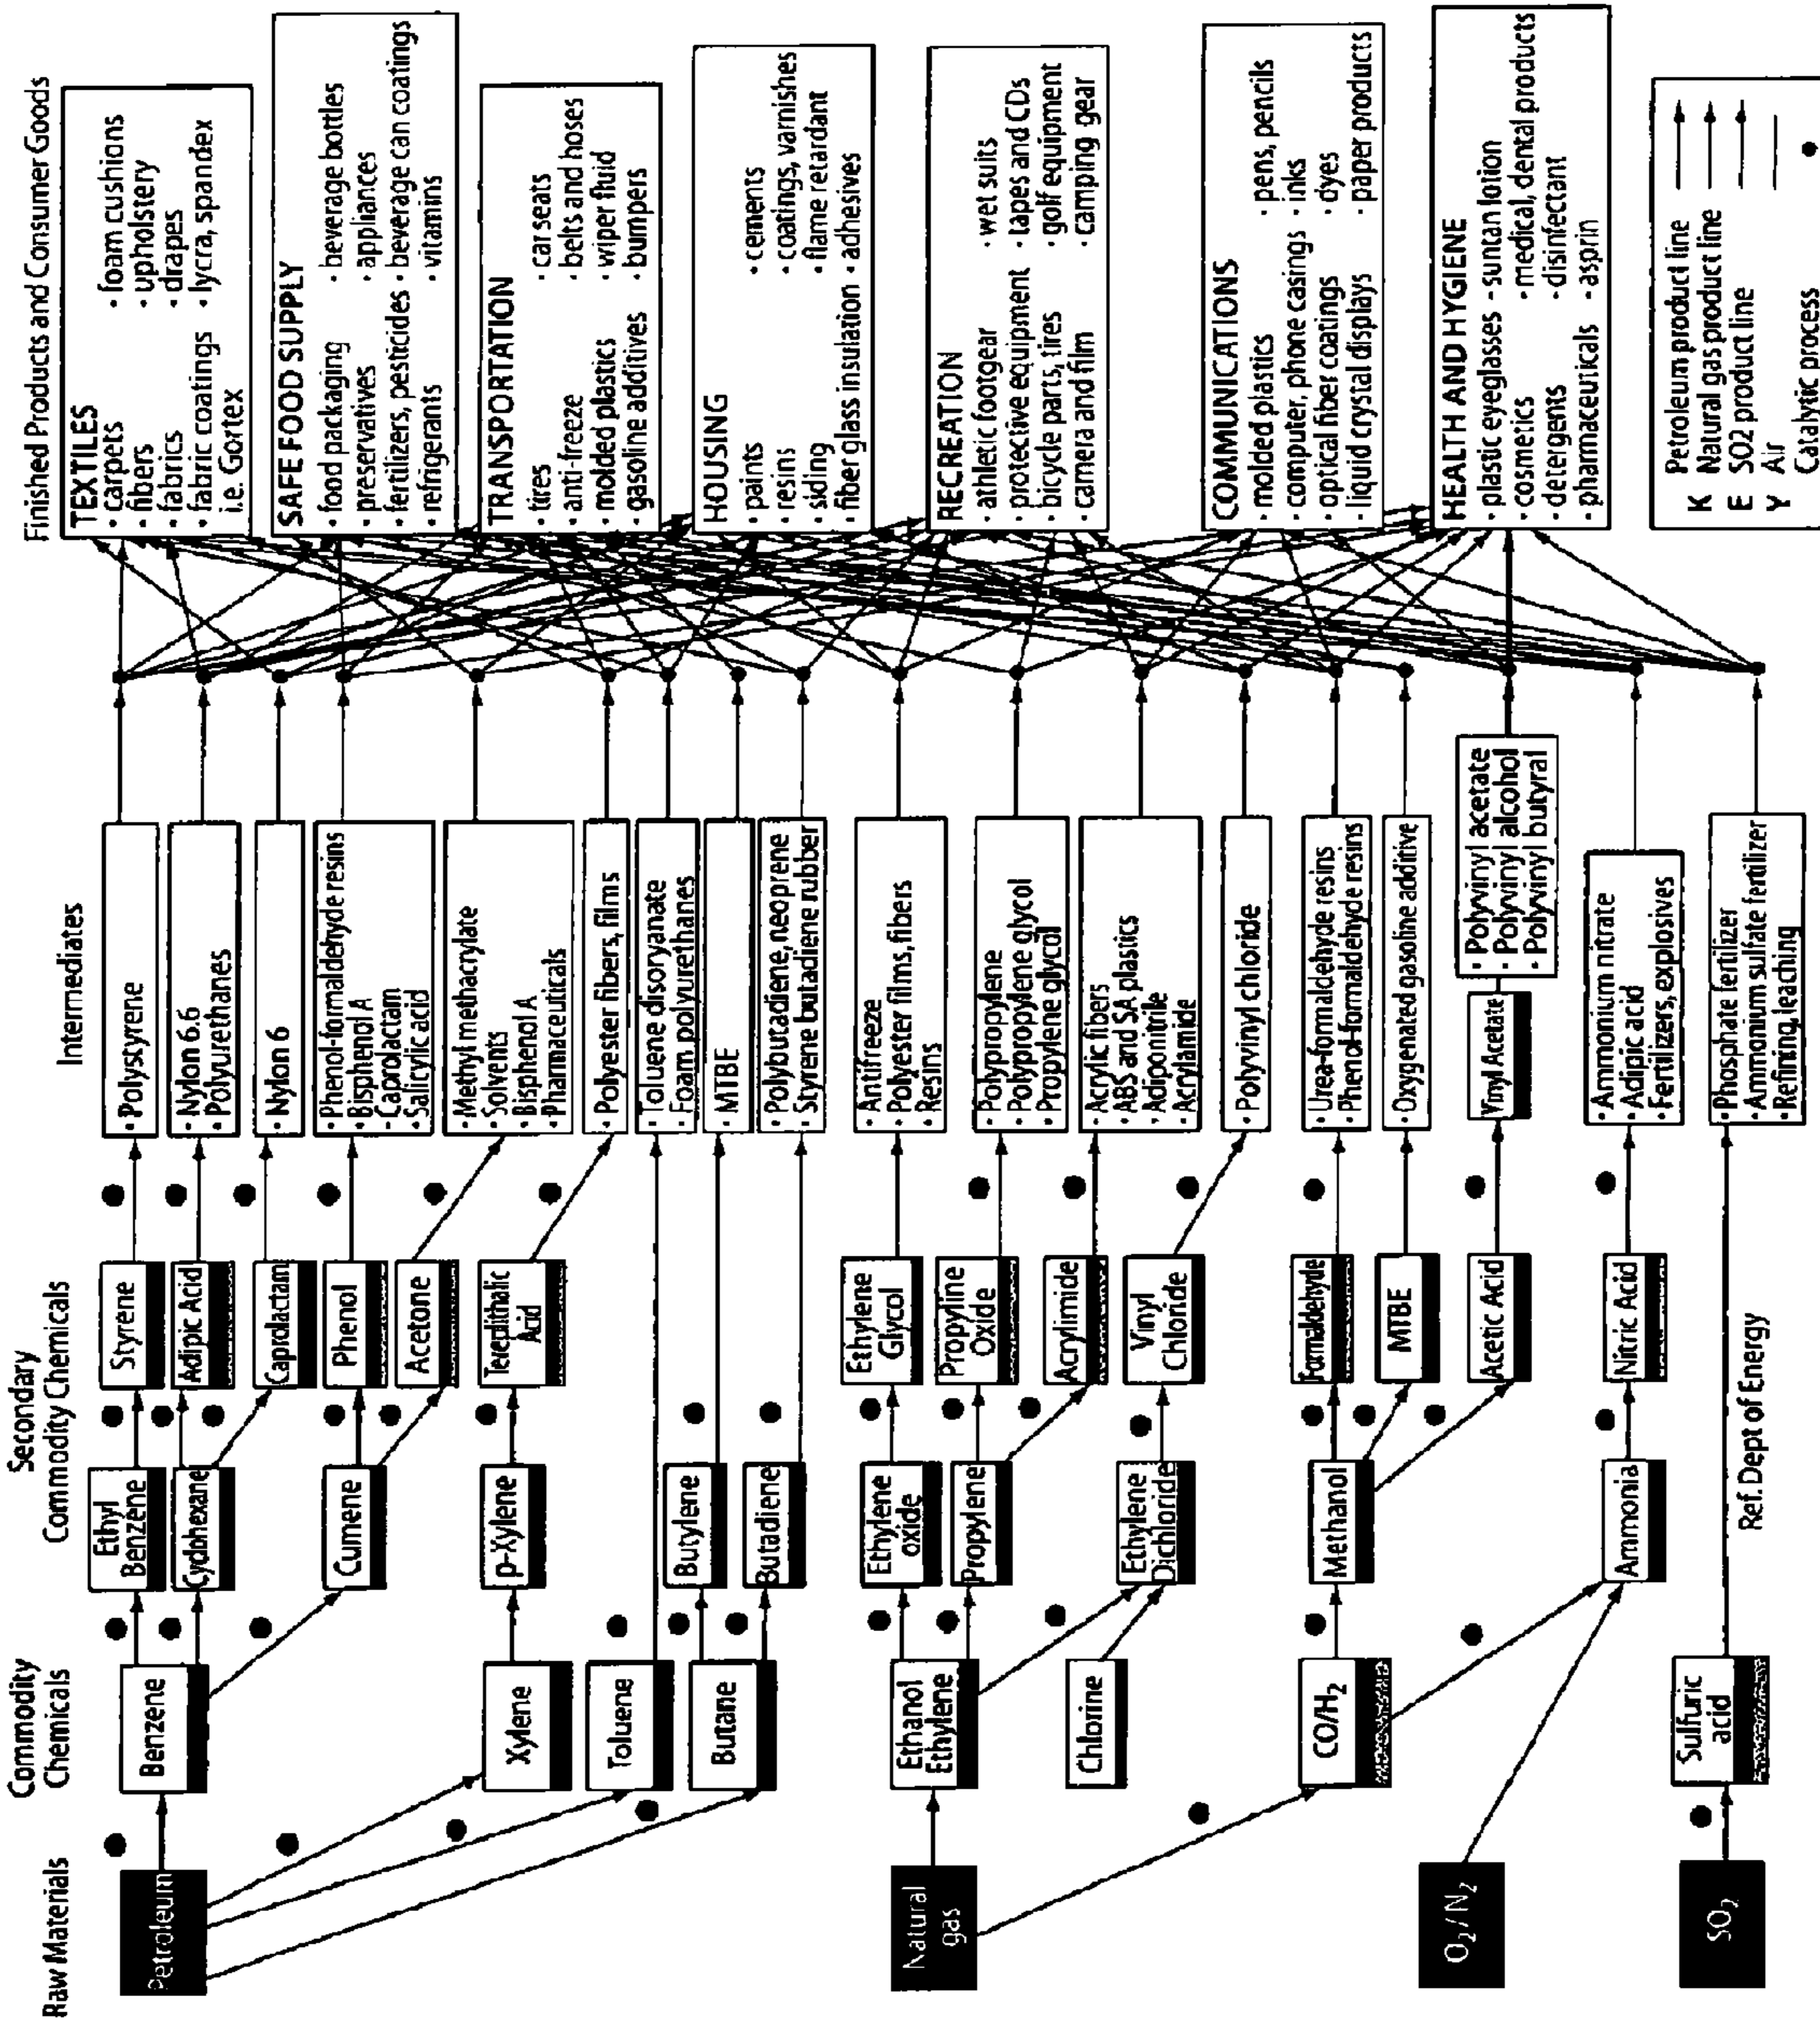 Raw Materials
Commodity
Chemicals
Secondary
Commodity Chemicals
Intermediates
Finished Products and Consumer Goods
Petroleum
Natural
gas
O₂/N₂
SO₂
Benzene
Xylene
Toluene
Butane
Ethanol
Ethylene
Chlorine
CO/H₂
Sulfuric
acid
Ethyl
Benzene
Cyclohexane
Cumene
p-Xylene
Butylene
Butadiene
Ethylene
oxide
Propylene
Ethylene
Dichloride
Methanol
Ammonia
Styrene
Adipic Acid
Caprolactam
Phenol
Acetone
Terepithalic
Acid
Ethylene
Glycol
Propyline
Oxide
Acrylimide
Vinyl
Chloride
Formaldehyde
MTBE
Acetic Acid
Nitric Acid
Vinyl Acetate
· Polystyrene
· Nylon 6.6
· Polyurethanes
· Nylon 6
· Phenol-formaldehyde resins
· Bisphenol A
- Caprolactam
· Salicylic acid
· Methyl methacrylate
· Solvents
· Bisphenol A
· Pharmaceuticals
· Polyester fibers, films
· Toluene disoryanate
· Foam polyurethanes
· MTBE
· Polybutadiene, neoprene
· Styrene butadiene rubber
· Antifreeze
· Polyester films, fibers
· Resins
· Polypropylene
· Polypropylene glycol
· Propylene glycol
· Acrylic fibers
· ABS and SA plastics
· Adiponitrile
· Acrylamide
· Polyvinyl chloride
· Urea-formaldehyde resins
· Phenol-formaldehyde resins
· Oxygenated gasoline additive
· Polyvinyl acetate
· Polyvinyl alcohol
· Polyvinyl butyral
· Ammonium nitrate
· Adipic acid
· Fertilizers, explosives
· Phosphate fertilizer
· Ammonium sulfate fertilizer
· Refining, leaching
TEXTILES
· carpets · foam cushions
· fibers · upholstery
· fabrics · drapes
· fabric coatings · lycra, spandex
i.e. Gortex
SAFE FOOD SUPPLY
· food packaging · beverage bottles
· preservatives · appliances
· fertilizers, pesticides · beverage can coatings
· refrigerants · vitamins
TRANSPORTATION
· tires · car seats
· anti-freeze · belts and hoses
· molded plastics · wiper fluid
· gasoline additives · bumpers
HOUSING
· paints · cements
· resins · coatings, varnishes
· siding · flame retardant
· fiber glass insulation · adhesives
RECREATION
· athletic footgear · wet suits
· protective equipment · tapes and CDs
· bicycle parts, tires · golf equipment
· camera and film · camping gear
COMMUNICATIONS
· molded plastics · pens, pencils
· computer, phone casings · inks
· optical fiber coatings · dyes
· liquid crystal displays · paper products
HEALTH AND HYGIENE
· plastic eyeglasses - suntan lotion
· cosmetics · medical, dental products
· detergents · disinfectant
· pharmaceuticals · asprin
K E Y
Petroleum product line
Natural gas product line
SO2 product line
Air
Catalytic process
Ref. Dept of Energy